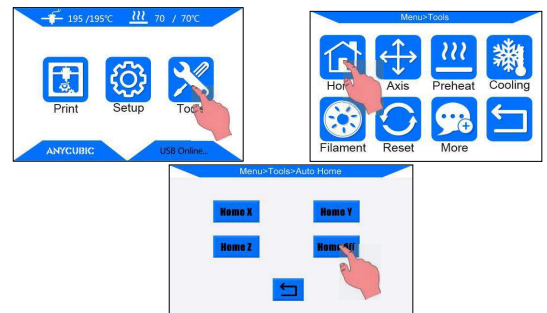 195 /195℃ 70 / 70℃
Print Setup Tools
ANYCUBIC USB Online...
Menu>Tools
Home Axis Preheat Cooling
Filament Reset More
Menu>Tools>Auto Home
Home X Home Y
Home Z Home